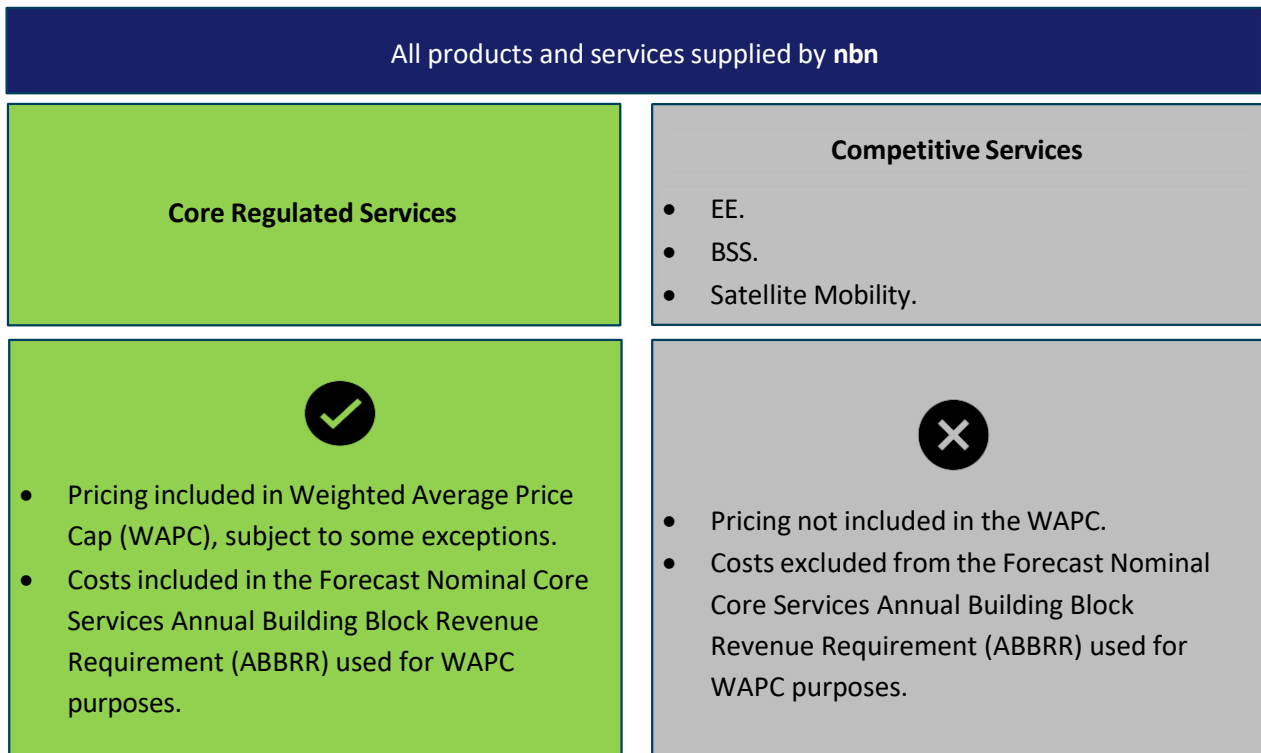 All products and services supplied by nbn
Core Regulated Services
Competitive Services
• EE.
• BSS.
• Satellite Mobility.
• Pricing included in Weighted Average Price
Cap (WAPC), subject to some exceptions.
• Costs included in the Forecast Nominal Core
Services Annual Building Block Revenue
Requirement (ABBRR) used for WAPC
purposes.
• Pricing not included in the WAPC.
• Costs excluded from the Forecast Nominal
Core Services Annual Building Block
Revenue Requirement (ABBRR) used for
WAPC purposes.